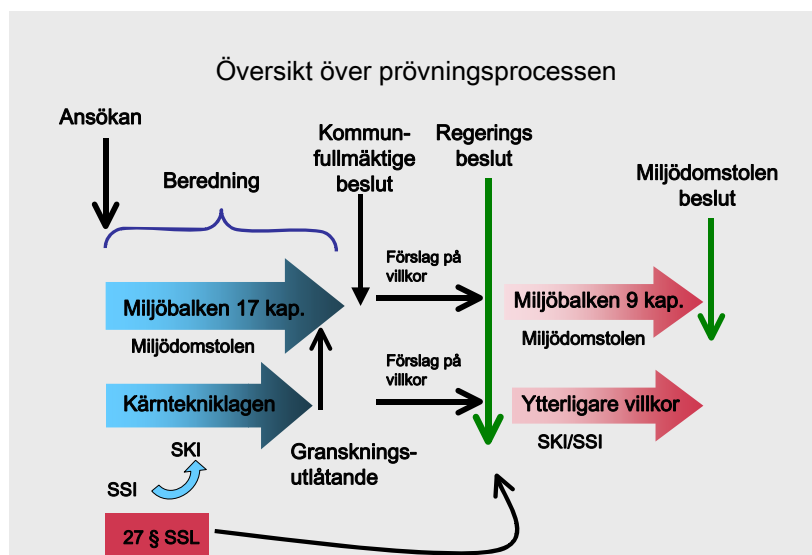 Översikt över prövningsprocessen
Ansökan
Beredning
Kommun-
fullmäktige
beslut
Regerings
beslut
Miljödomstolen
beslut
Förslag på
villkor
Miljöbalken 17 kap.
Miljödomstolen
Miljöbalken 9 kap.
Miljödomstolen
Förslag på
villkor
Kärntekniklagen
Ytterligare villkor
SKI/SSI
Gransknings-
utlåtande
SKI
SSI
27 § SSL